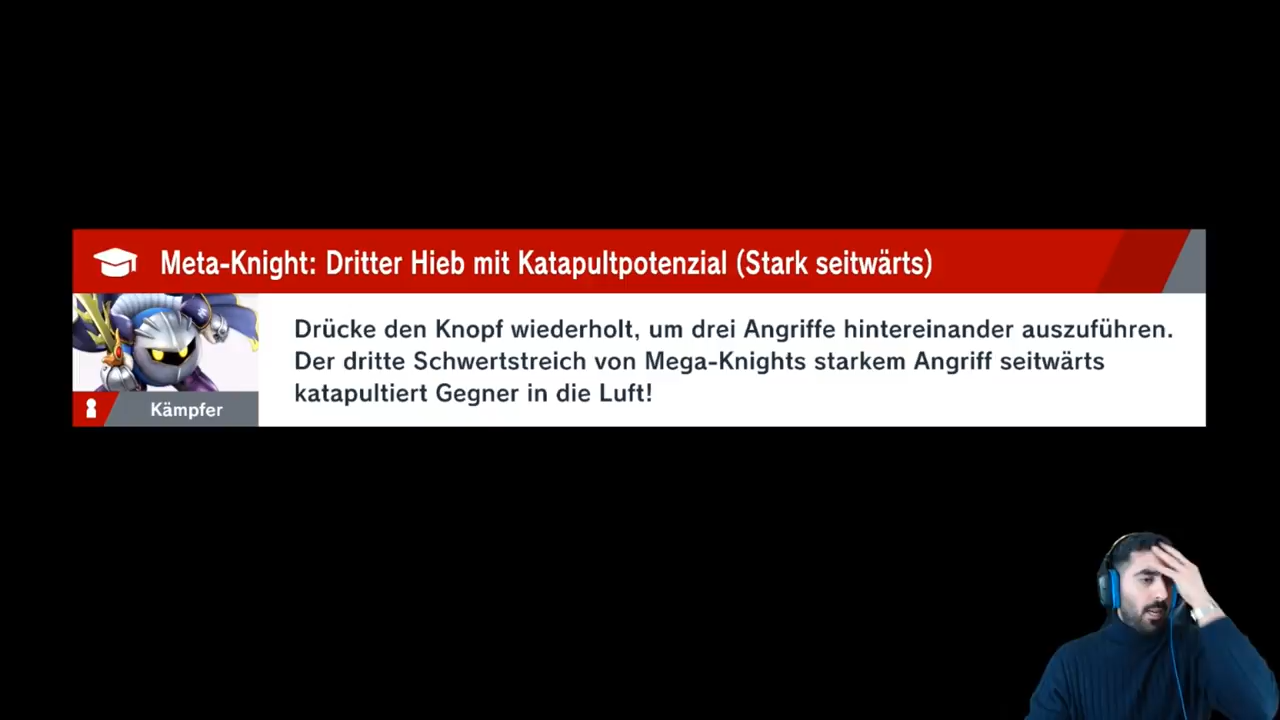 Meta-Knight: Dritter Hieb mit Katapultpotenzial (Stark seitwärts)
Drücke den Knopf wiederholt, um drei Angriffe hintereinander auszuführen.
Der dritte Schwertstreich von Mega-Knights starkem Angriff seitwärts
katapultiert Gegner in die Luft!
Kämpfer